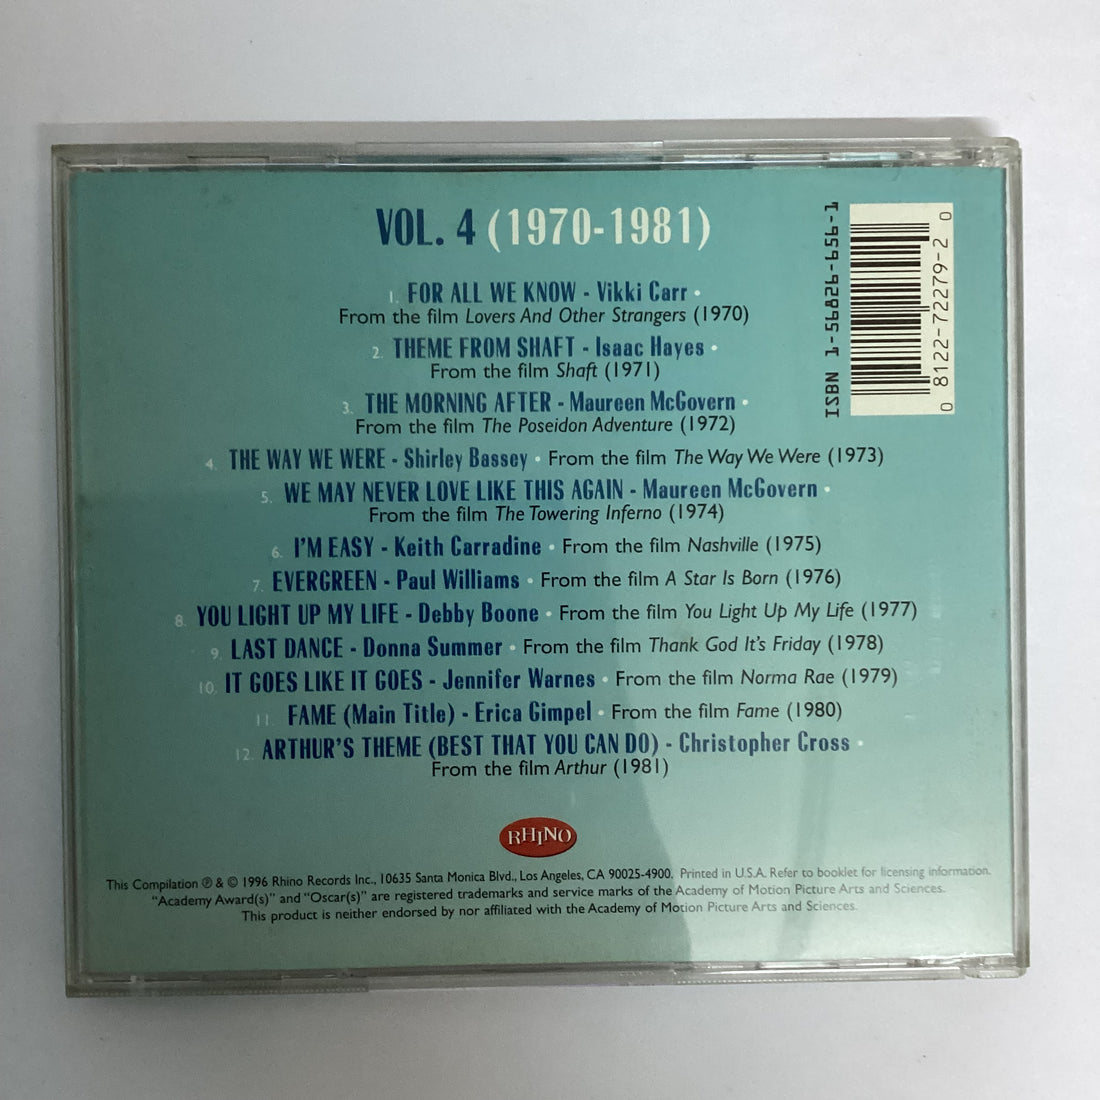 VOL. 4 (1970-1981)
1. FOR ALL WE KNOW - Vikki Carr •
From the film Lovers And Other Strangers (1970)
2. THEME FROM SHAFT - Isaac Hayes •
From the film Shaft (1971)
3. THE MORNING AFTER - Maureen McGovern •
From the film The Poseidon Adventure (1972)
4. THE WAY WE WERE - Shirley Bassey • From the film The Way We Were (1973)
5. WE MAY NEVER LOVE LIKE THIS AGAIN - Maureen McGovern •
From the film The Towering Inferno (1974)
6. I'M EASY - Keith Carradine • From the film Nashville (1975)
7. EVERGREEN - Paul Williams • From the film A Star Is Born (1976)
8. YOU LIGHT UP MY LIFE - Debby Boone • From the film You Light Up My Life (1977)
9. LAST DANCE - Donna Summer • From the film Thank God It's Friday (1978)
10. IT GOES LIKE IT GOES - Jennifer Warnes • From the film Norma Rae (1979)
11. FAME (Main Title) - Erica Gimpel • From the film Fame (1980)
12. ARTHUR'S THEME (BEST THAT YOU CAN DO) - Christopher Cross •
From the film Arthur (1981)
ISBN 1-56826-656-1
0 8122-72279-2 0
RHINO
This Compilation ℗ & © 1996 Rhino Records Inc., 10635 Santa Monica Blvd., Los Angeles, CA 90025-4900. Printed in U.S.A. Refer to booklet for licensing information.
"Academy Award(s)" and "Oscar(s)" are registered trademarks and service marks of the Academy of Motion Picture Arts and Sciences.
This product is neither endorsed by nor affiliated with the Academy of Motion Picture Arts and Sciences.